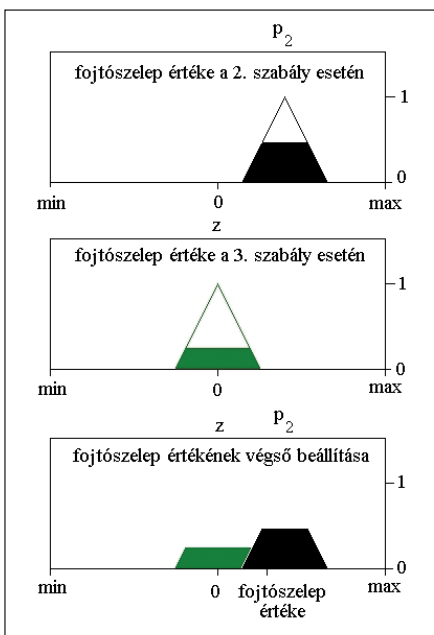 p₂
fojtószelep értéke a 2. szabály esetén
1
0
min 0 max
z
fojtószelep értéke a 3. szabály esetén
1
0
min 0 max
z p₂
fojtószelep értékének végső beállítása
1
0
min 0 fojtószelep max
értéke